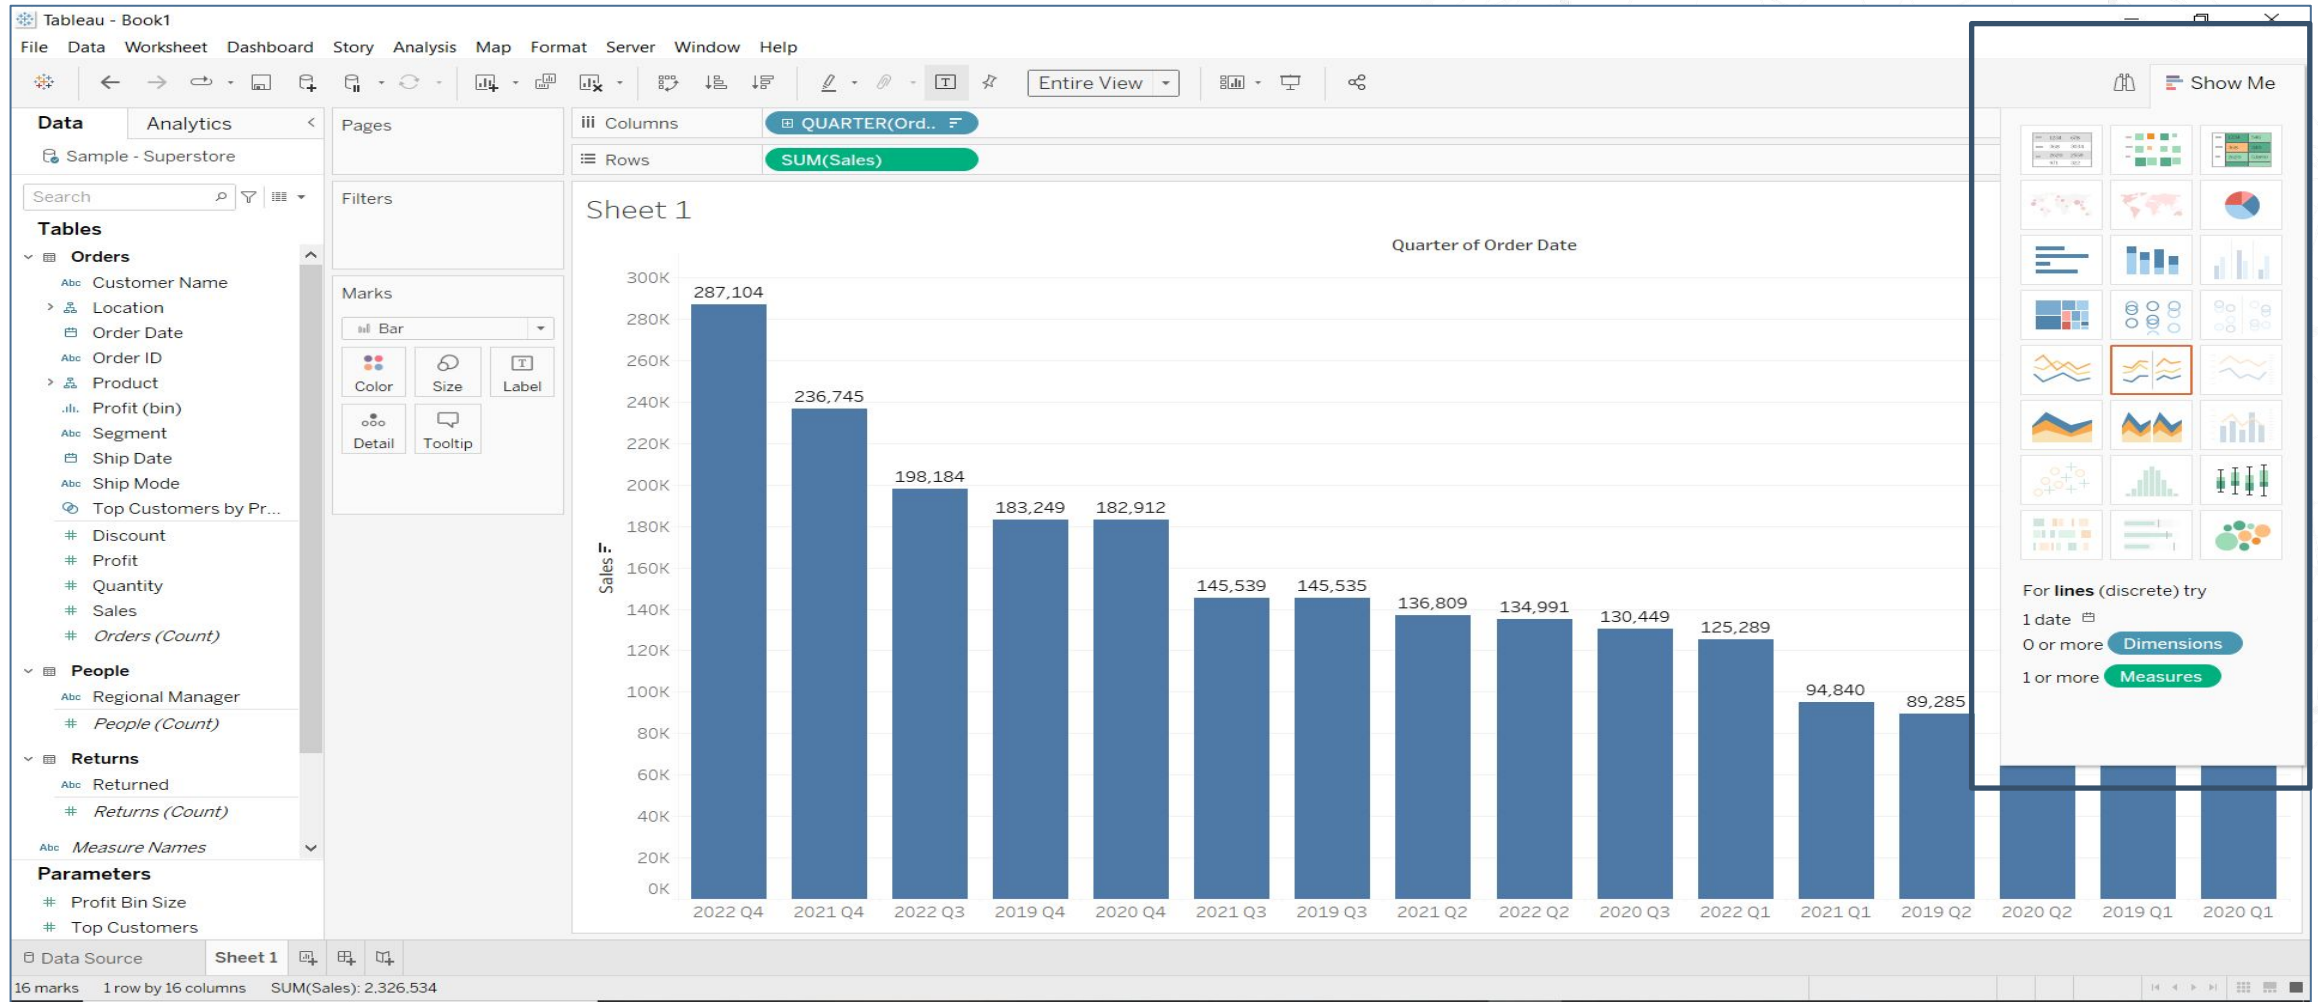 Tableau - Book1
File Data Worksheet Dashboard Story Analysis Map Format Server Window Help
Entire View
Show Me
Data Analytics
Sample - Superstore
Search
Tables
Orders
Abc Customer Name
Location
Order Date
Abc Order ID
Product
Profit (bin)
Abc Segment
Ship Date
Abc Ship Mode
Top Customers by Pr...
# Discount
# Profit
# Quantity
# Sales
# Orders (Count)
People
Abc Regional Manager
# People (Count)
Returns
Abc Returned
# Returns (Count)
Abc Measure Names
Parameters
# Profit Bin Size
# Top Customers
Pages
Filters
Marks
Bar
Color Size Label
Detail Tooltip
Columns QUARTER(Ord..
Rows SUM(Sales)
Sheet 1
Quarter of Order Date
Sales
300K
280K
260K
240K
220K
200K
180K
160K
140K
120K
100K
80K
60K
40K
20K
0K
287,104
236,745
198,184
183,249
182,912
145,539
145,535
136,809
134,991
130,449
125,289
94,840
89,285
2022 Q4 2021 Q4 2022 Q3 2019 Q4 2020 Q4 2021 Q3 2019 Q3 2021 Q2 2022 Q2 2020 Q3 2022 Q1 2021 Q1 2019 Q2 2020 Q2 2019 Q1 2020 Q1
For lines (discrete) try
1 date
0 or more Dimensions
1 or more Measures
Data Source Sheet 1
16 marks 1 row by 16 columns SUM(Sales): 2,326,534